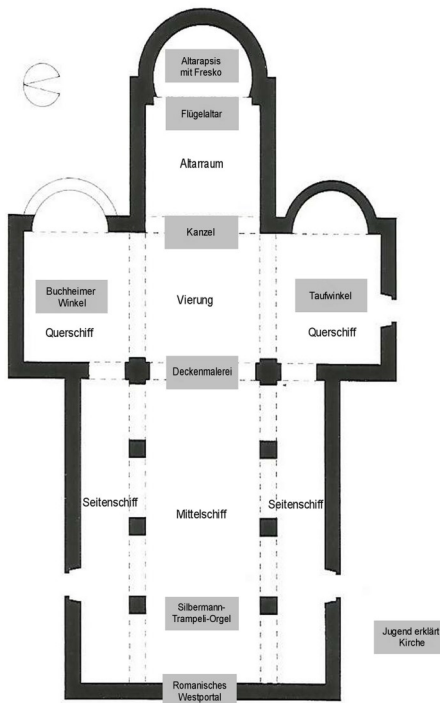 Altarapsis
mit Fresko
Flügelaltar
Altarraum
Kanzel
Buchheimer
Winkel
Vierung
Taufwinkel
Querschiff
Querschiff
Deckenmalerei
Seitenschiff
Mittelschiff
Seitenschiff
Silbermann-
Trampeli-Orgel
Jugend erklärt
Kirche
Romanisches
Westportal